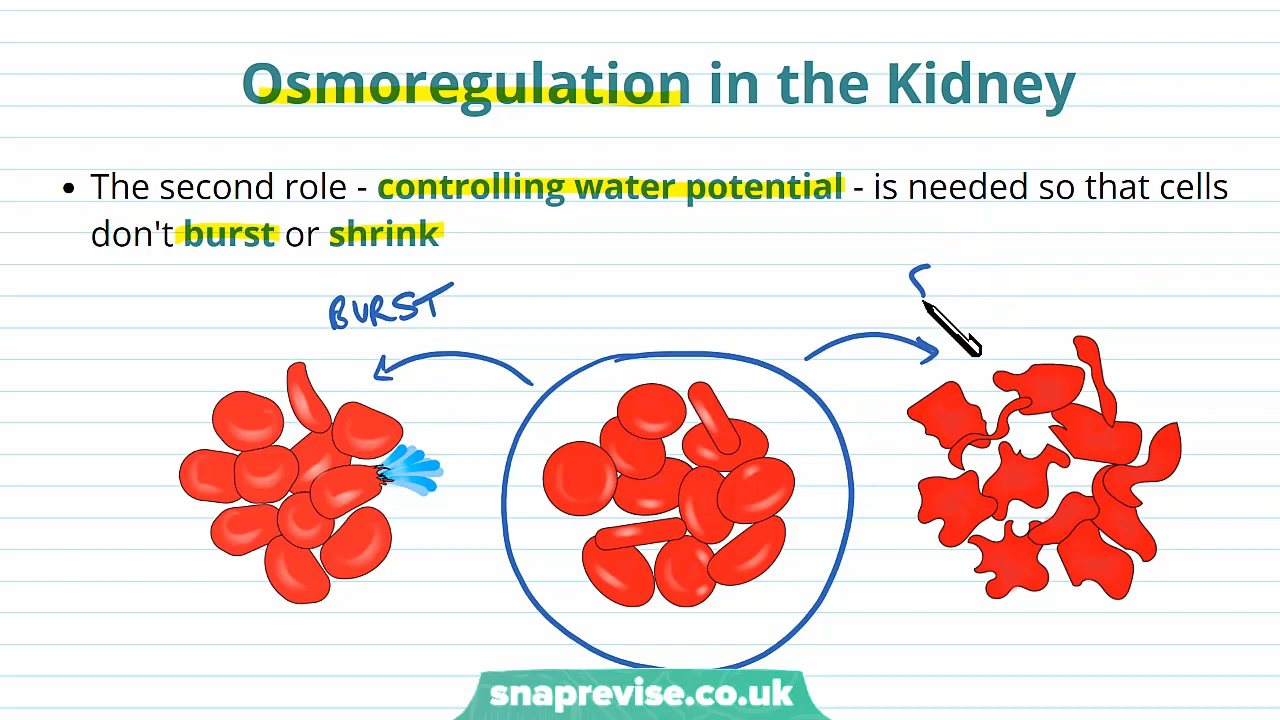 Osmoregulation in the Kidney
• The second role - controlling water potential - is needed so that cells
don't burst or shrink
BURST
S
snaprevise.co.uk